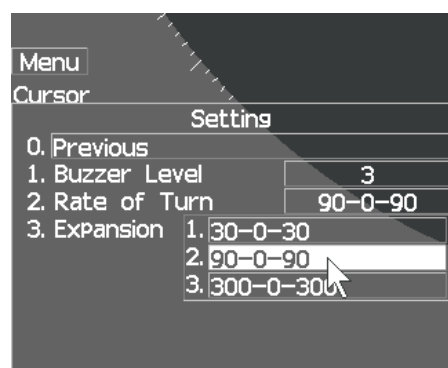 Menu
Cursor
Setting
0. Previous
1. Buzzer Level 3
2. Rate of Turn 90-0-90
3. Expansion 1. 30-0-30
2. 90-0-90
3. 300-0-300